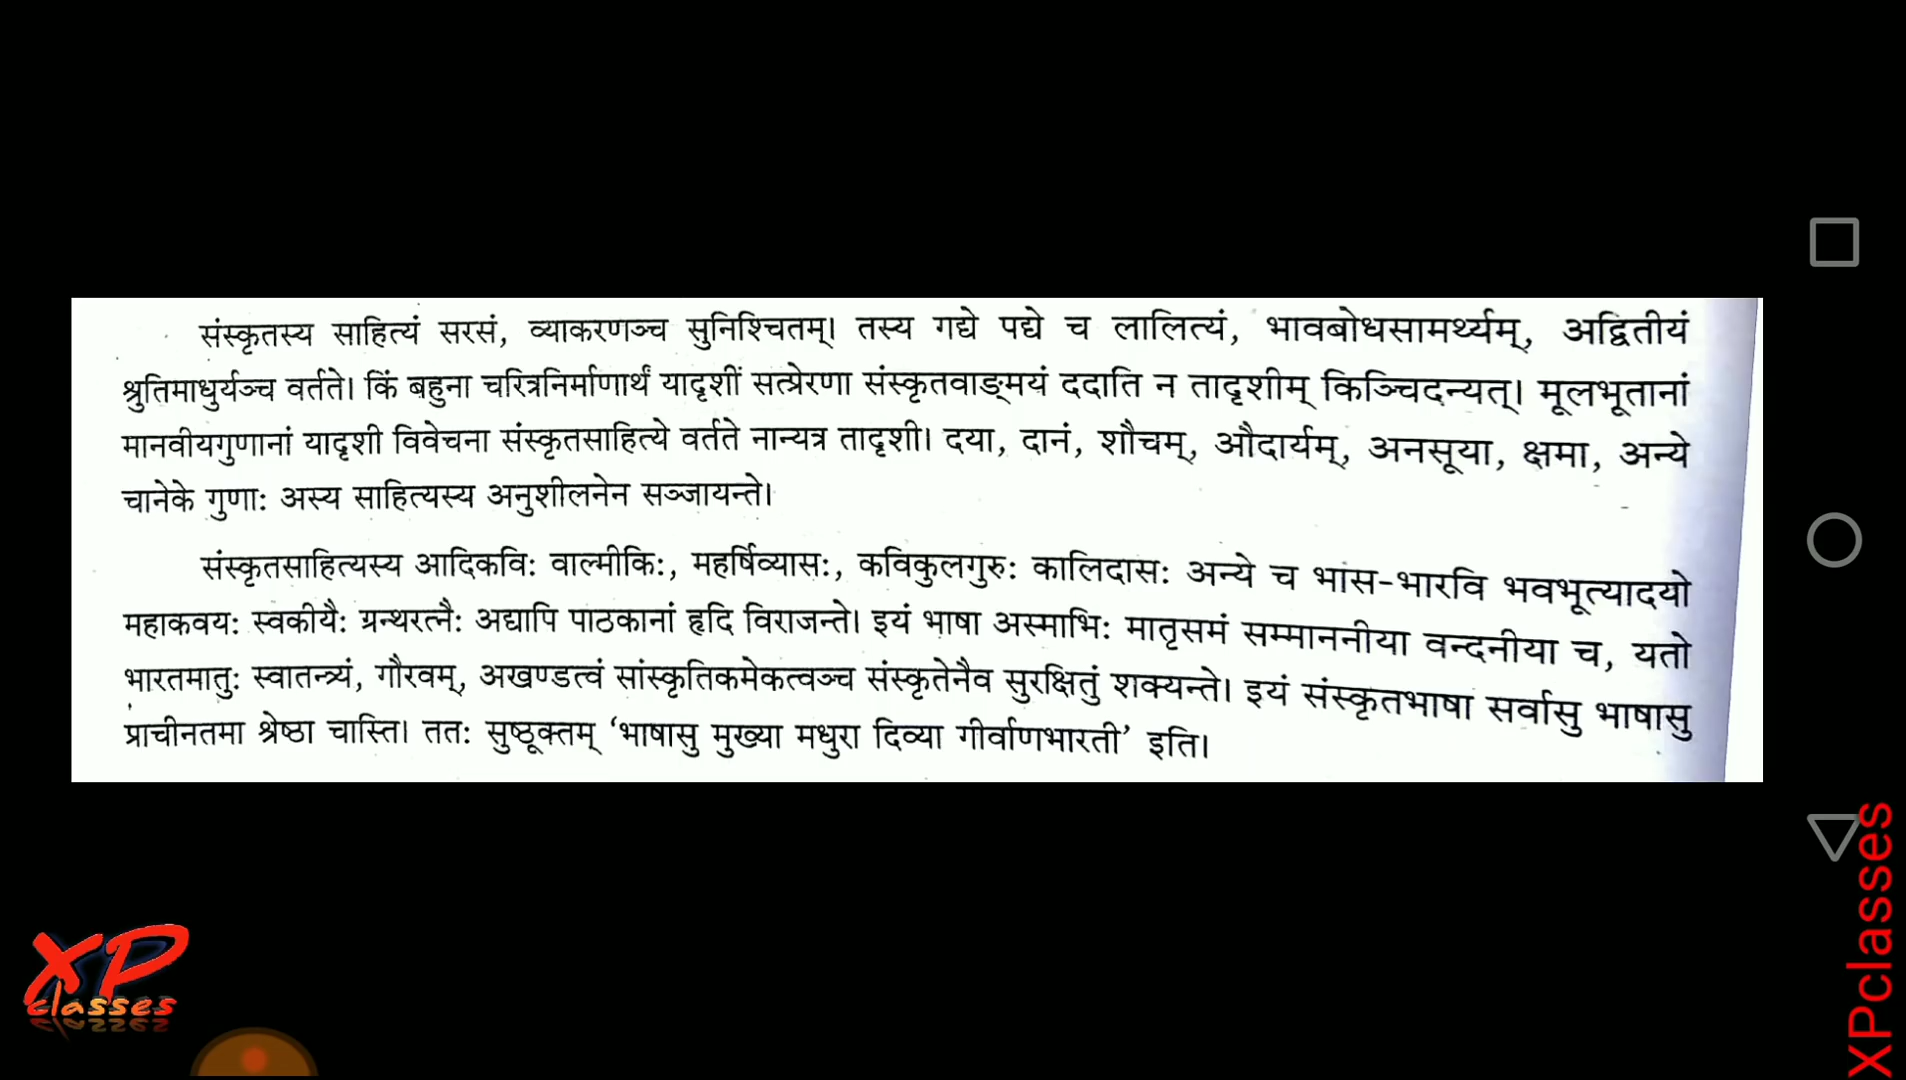 संस्कृतस्य साहित्यं सरसं, व्याकरणञ्च सुनिश्चितम्। तस्य गद्ये पद्ये च लालित्यं, भावबोधसामर्थ्यम्, अद्वितीयं
श्रुतिमाधुर्यञ्च वर्तते। किं बहुना चरित्रनिर्माणार्थं यादृशीं सत्प्रेरणा संस्कृतवाङ्मयं ददाति न तादृशीम् किञ्चिदन्यत्। मूलभूतानां
मानवीयगुणानां यादृशी विवेचना संस्कृतसाहित्ये वर्तते नान्यत्र तादृशी। दया, दानं, शौचम्, औदार्यम्, अनसूया, क्षमा, अन्ये
चानेके गुणाः अस्य साहित्यस्य अनुशीलनेन सञ्जायन्ते।
संस्कृतसाहित्यस्य आदिकविः वाल्मीकिः, महर्षिव्यासः, कविकुलगुरुः कालिदासः अन्ये च भास-भारवि भवभूत्यादयो
महाकवयः स्वकीयैः ग्रन्थरत्नैः अद्यापि पाठकानां हृदि विराजन्ते। इयं भाषा अस्माभिः मातृसमं सम्माननीया वन्दनीया च, यतो
भारतमातुः स्वातन्त्र्यं, गौरवम्, अखण्डत्वं सांस्कृतिकमेकत्वञ्च संस्कृतेनैव सुरक्षितुं शक्यन्ते। इयं संस्कृतभाषा सर्वासु भाषासु
प्राचीनतमा श्रेष्ठा चास्ति। ततः सुष्ठूक्तम् ‘भाषासु मुख्या मधुरा दिव्या गीर्वाणभारती’ इति।
XP
classes
XPclasses